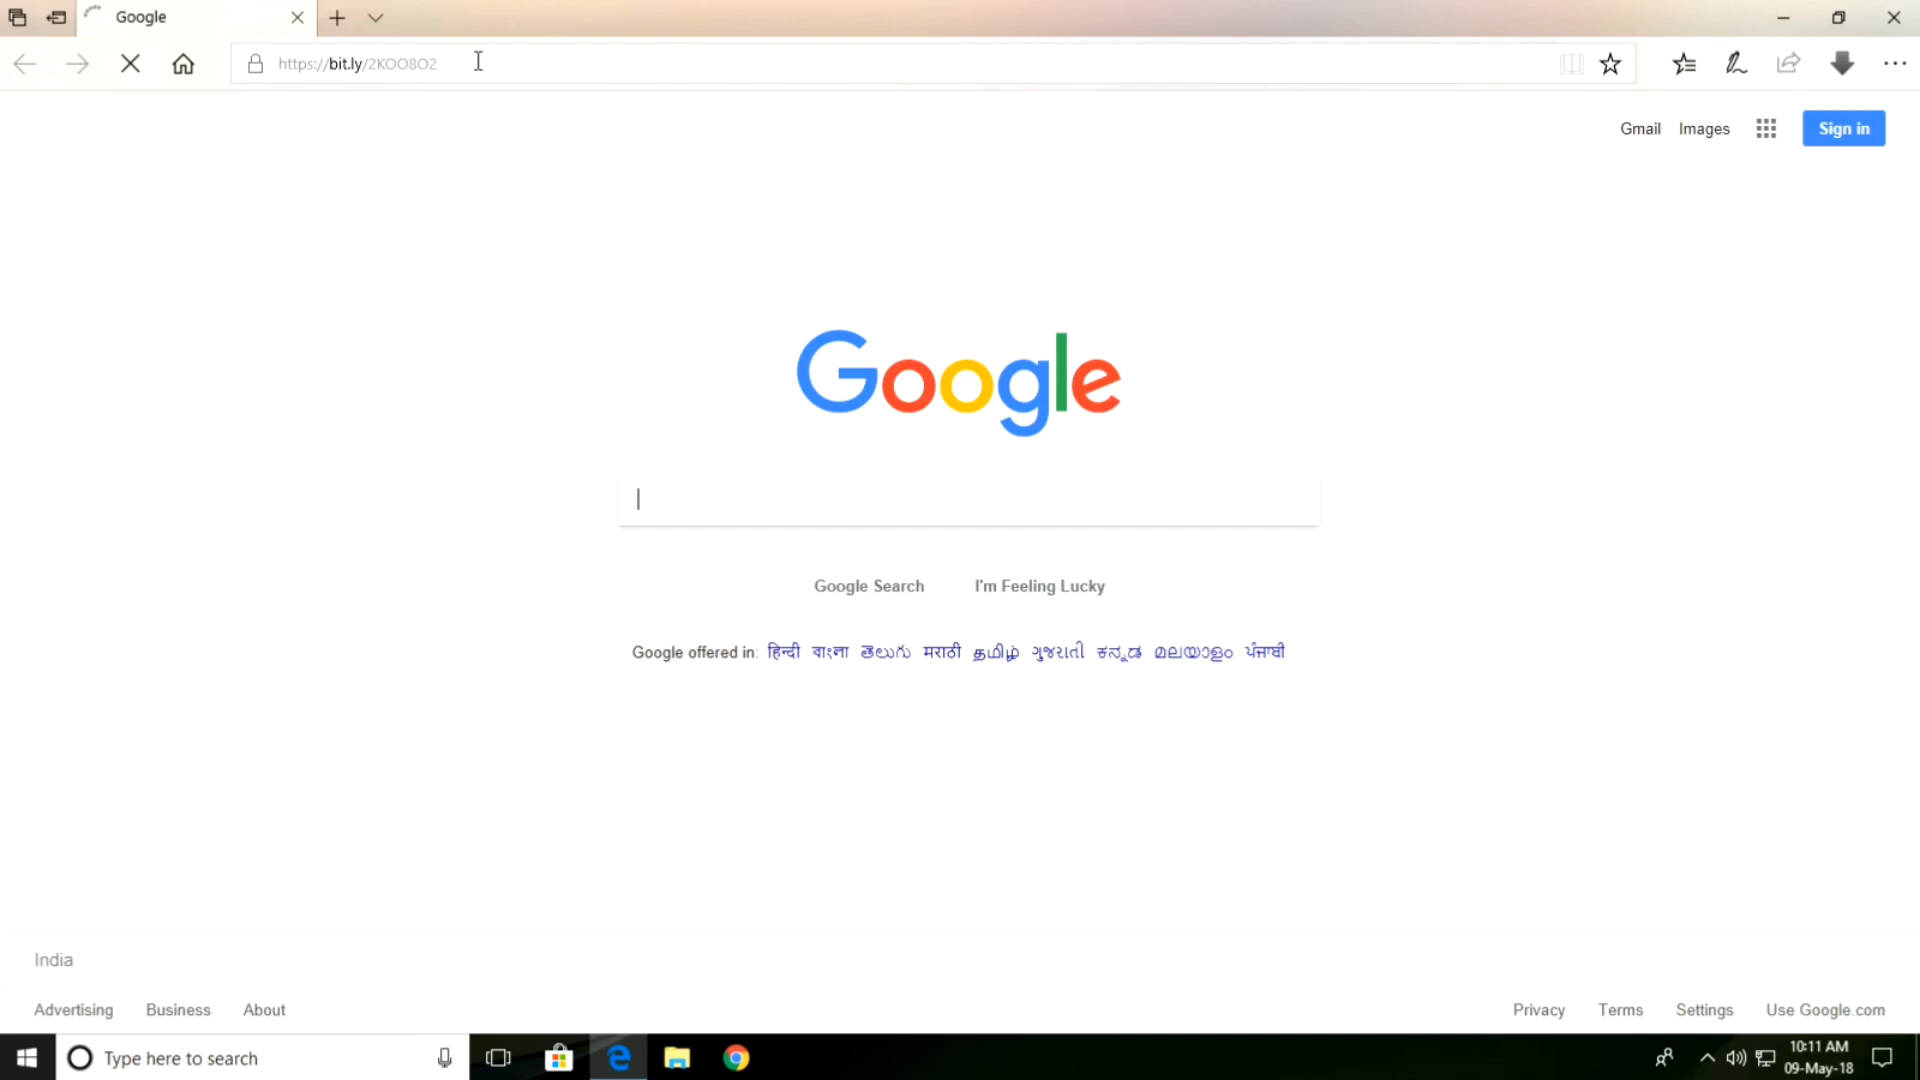 Google
https://bit.ly/2KOO8O2
Gmail Images Sign in
Google
Google Search I'm Feeling Lucky
Google offered in: हिन्दी বাংলা తెలుగు मराठी தமிழ் ગુજરાતી ಕನ್ನಡ മലയാളം ਪੰਜਾਬੀ
India
Advertising Business About Privacy Terms Settings Use Google.com
Type here to search 10:11 AM
09-May-18